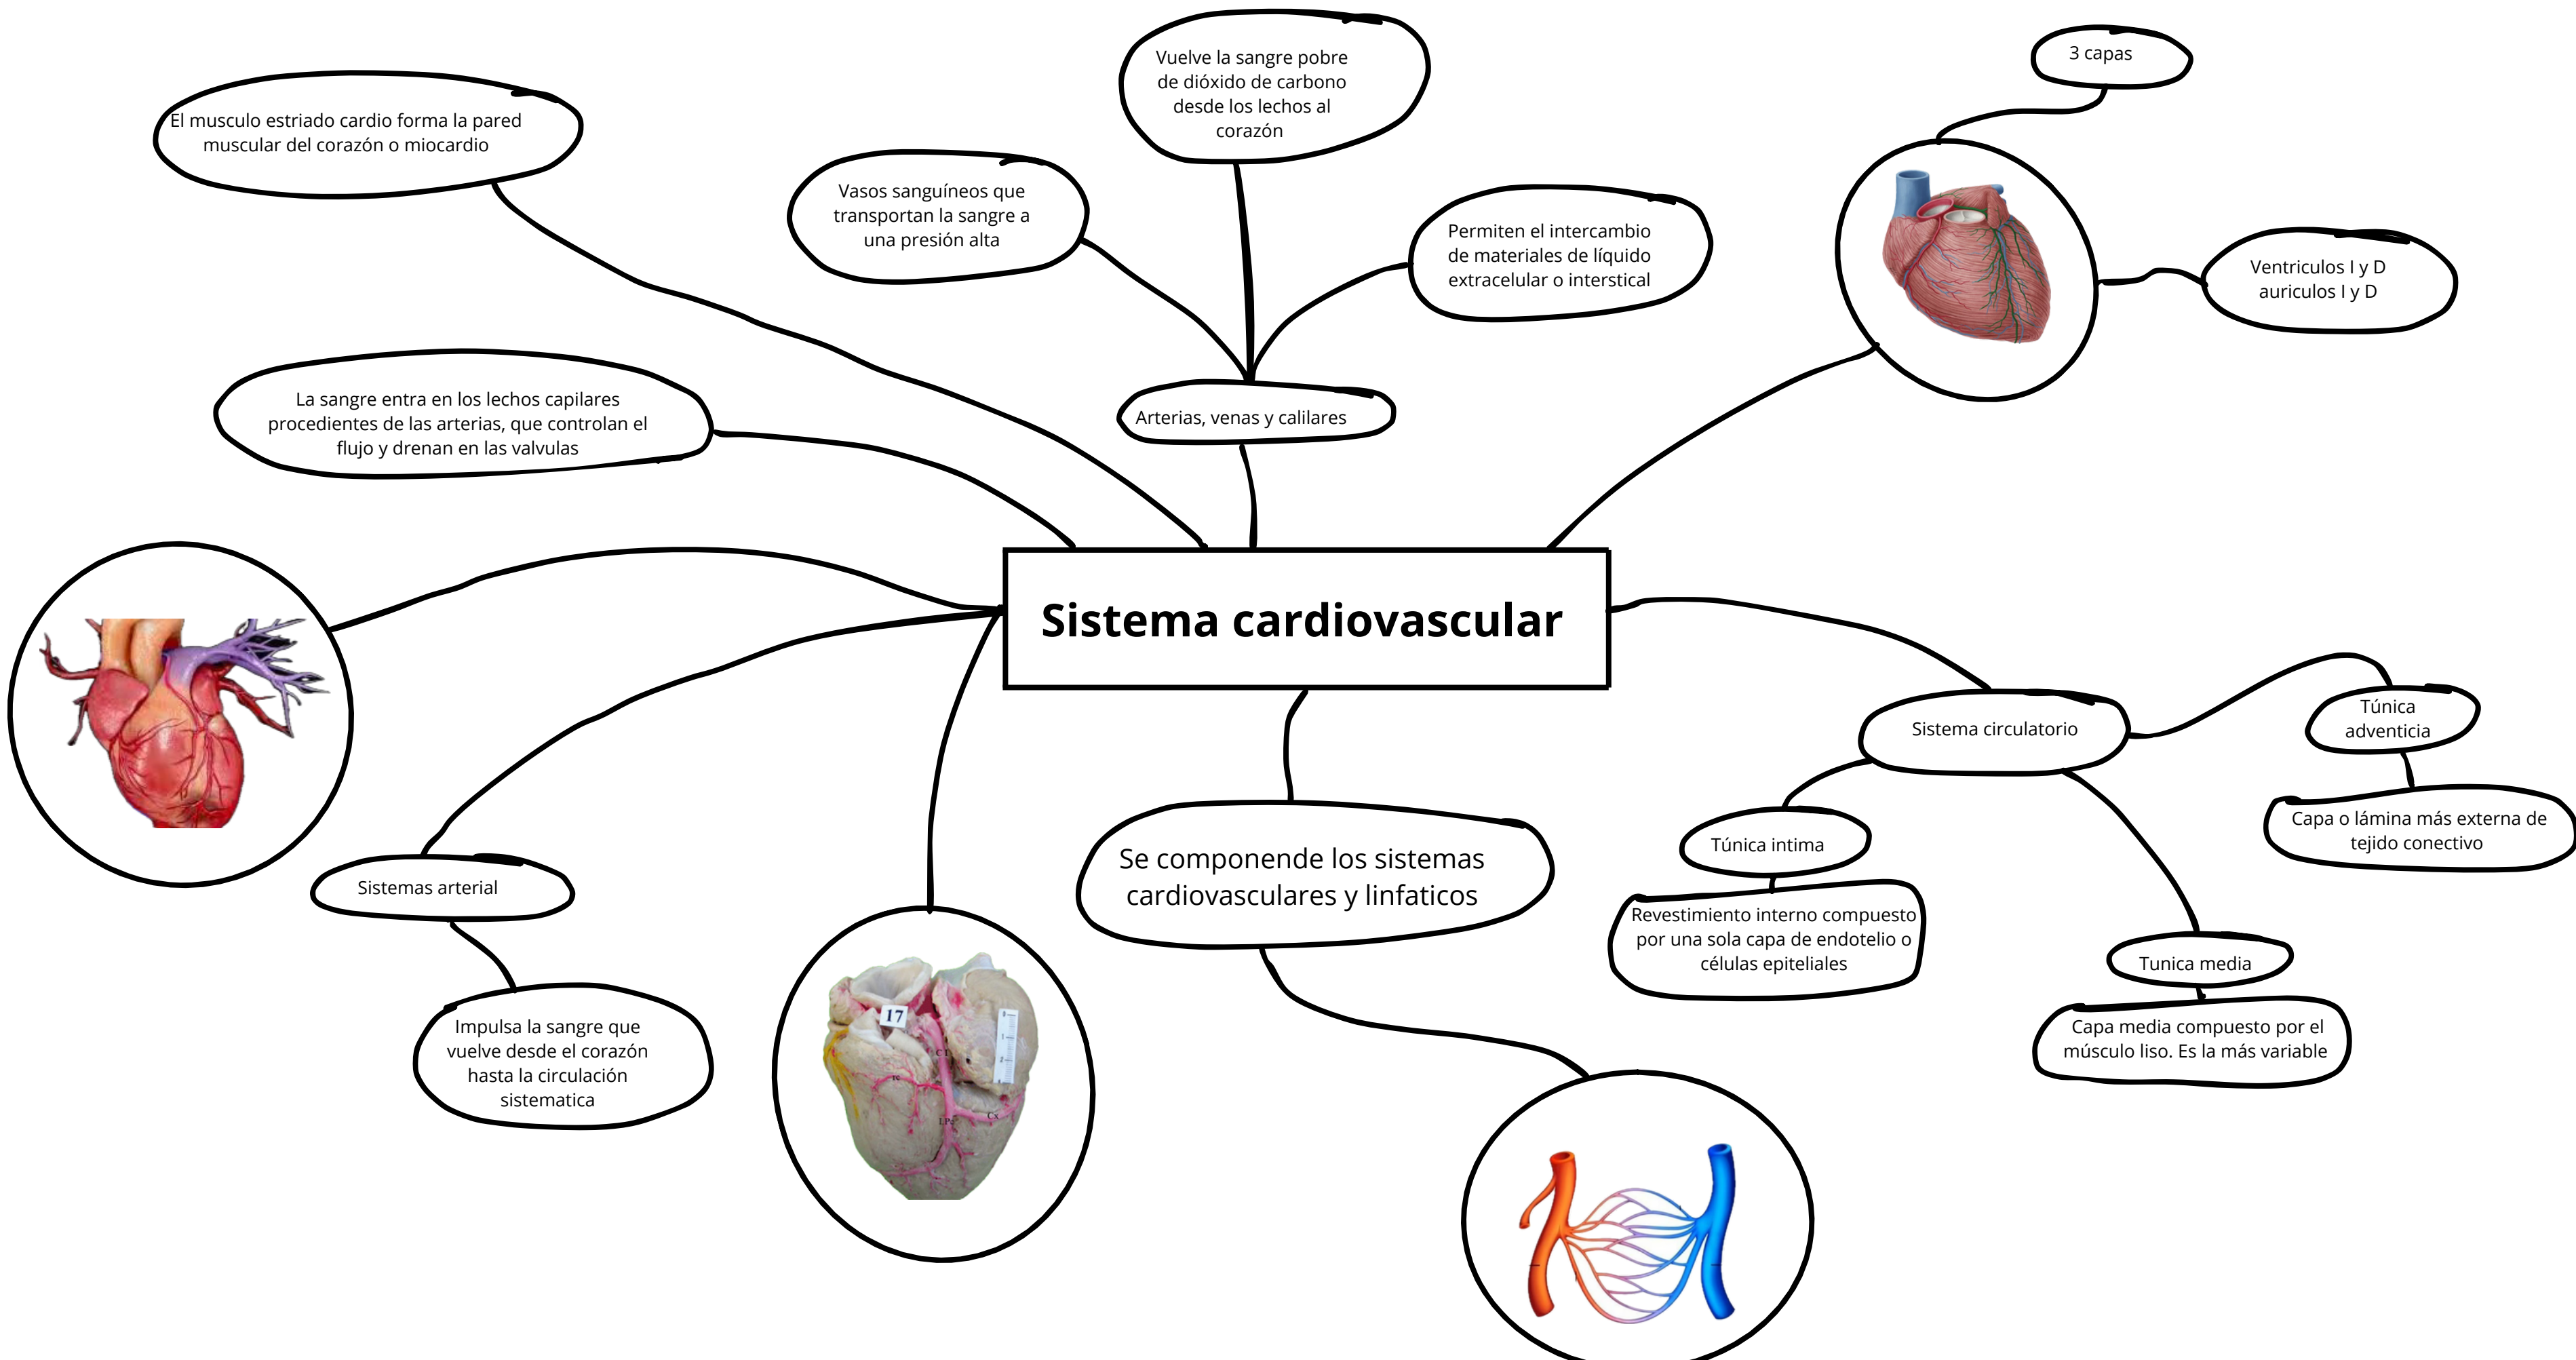 3 capas
Vuelve la sangre pobre
de dióxido de carbono
desde los lechos al
corazón
El musculo estriado cardio forma la pared
muscular del corazón o miocardio
Vasos sanguíneos que
transportan la sangre a
una presión alta
Permiten el intercambio
de materiales de líquido
extracelular o interstical
Ventriculos I y D
auriculos I y D
La sangre entra en los lechos capilares
procedientes de las arterias, que controlan el
flujo y drenan en las valvulas
Arterias, venas y calilares
Sistema cardiovascular
Sistema circulatorio
Túnica
adventicia
Capa o lámina más externa de
tejido conectivo
Túnica intima
Revestimiento interno compuesto
por una sola capa de endotelio o
células epiteliales
Tunica media
Capa media compuesto por el
músculo liso. Es la más variable
Se componende los sistemas
cardiovasculares y linfaticos
Sistemas arterial
Impulsa la sangre que
vuelve desde el corazón
hasta la circulación
sistematica
17
Cx